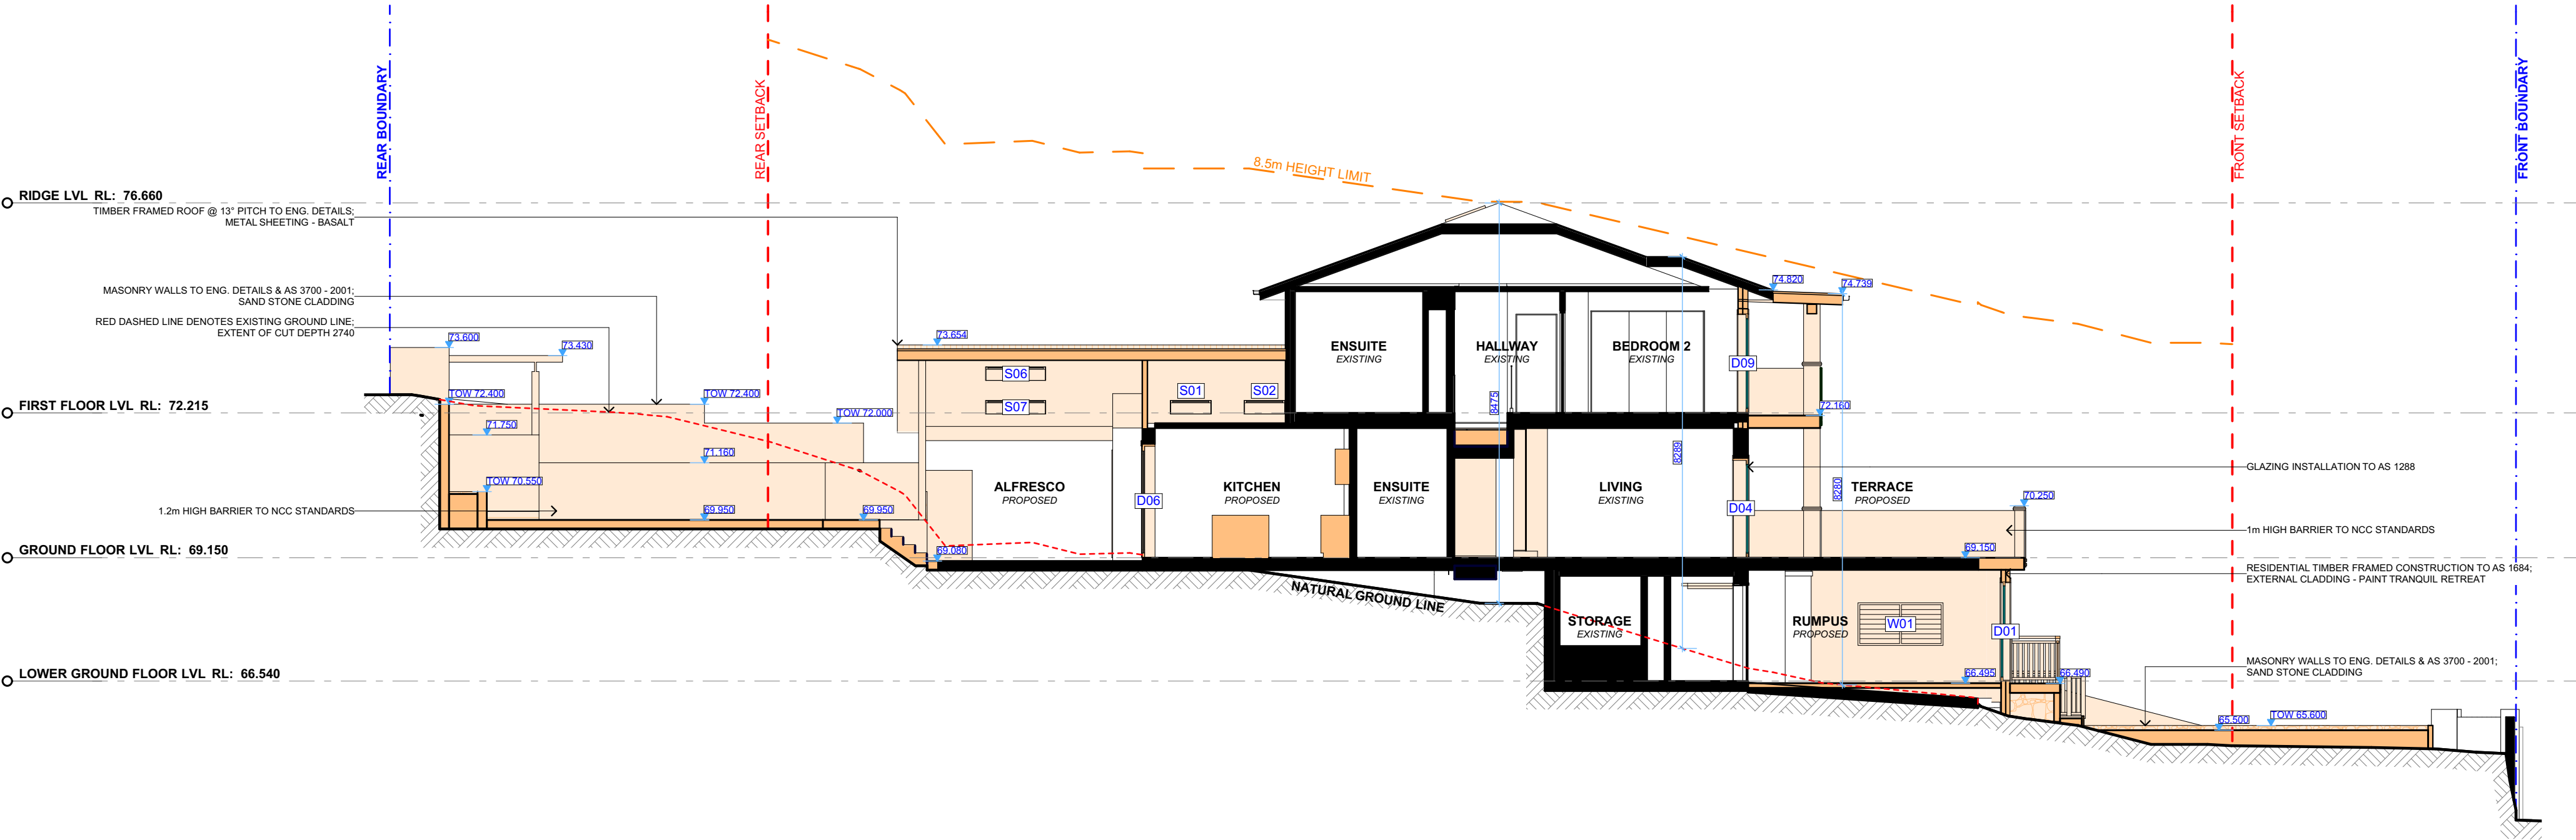 REAR BOUNDARY
REAR SETBACK
8.5m HEIGHT LIMIT
FRONT SETBACK
FRONT BOUNDARY
RIDGE LVL RL: 76.660
TIMBER FRAMED ROOF @ 13° PITCH TO ENG. DETAILS;
METAL SHEETING - BASALT
MASONRY WALLS TO ENG. DETAILS & AS 3700 - 2001;
SAND STONE CLADDING
RED DASHED LINE DENOTES EXISTING GROUND LINE;
EXTENT OF CUT DEPTH 2740
74.820
74.739
73.600
73.430
73.654
ENSUITE
EXISTING
HALLWAY
EXISTING
BEDROOM 2
EXISTING
D09
S06
S07
S01
S02
TOW 72.400
TOW 72.400
TOW 72.000
FIRST FLOOR LVL RL: 72.215
8475
72.160
71.750
71.160
8289
GLAZING INSTALLATION TO AS 1288
TOW 70.550
ALFRESCO
PROPOSED
D06
KITCHEN
PROPOSED
ENSUITE
EXISTING
LIVING
EXISTING
D04
8280
TERRACE
PROPOSED
70.250
1.2m HIGH BARRIER TO NCC STANDARDS
69.950
69.950
1m HIGH BARRIER TO NCC STANDARDS
GROUND FLOOR LVL RL: 69.150
69.080
69.150
RESIDENTIAL TIMBER FRAMED CONSTRUCTION TO AS 1684;
EXTERNAL CLADDING - PAINT TRANQUIL RETREAT
NATURAL GROUND LINE
STORAGE
EXISTING
RUMPUS
PROPOSED
W01
D01
LOWER GROUND FLOOR LVL RL: 66.540
66.495
66.490
MASONRY WALLS TO ENG. DETAILS & AS 3700 - 2001;
SAND STONE CLADDING
65.500
TOW 65.600